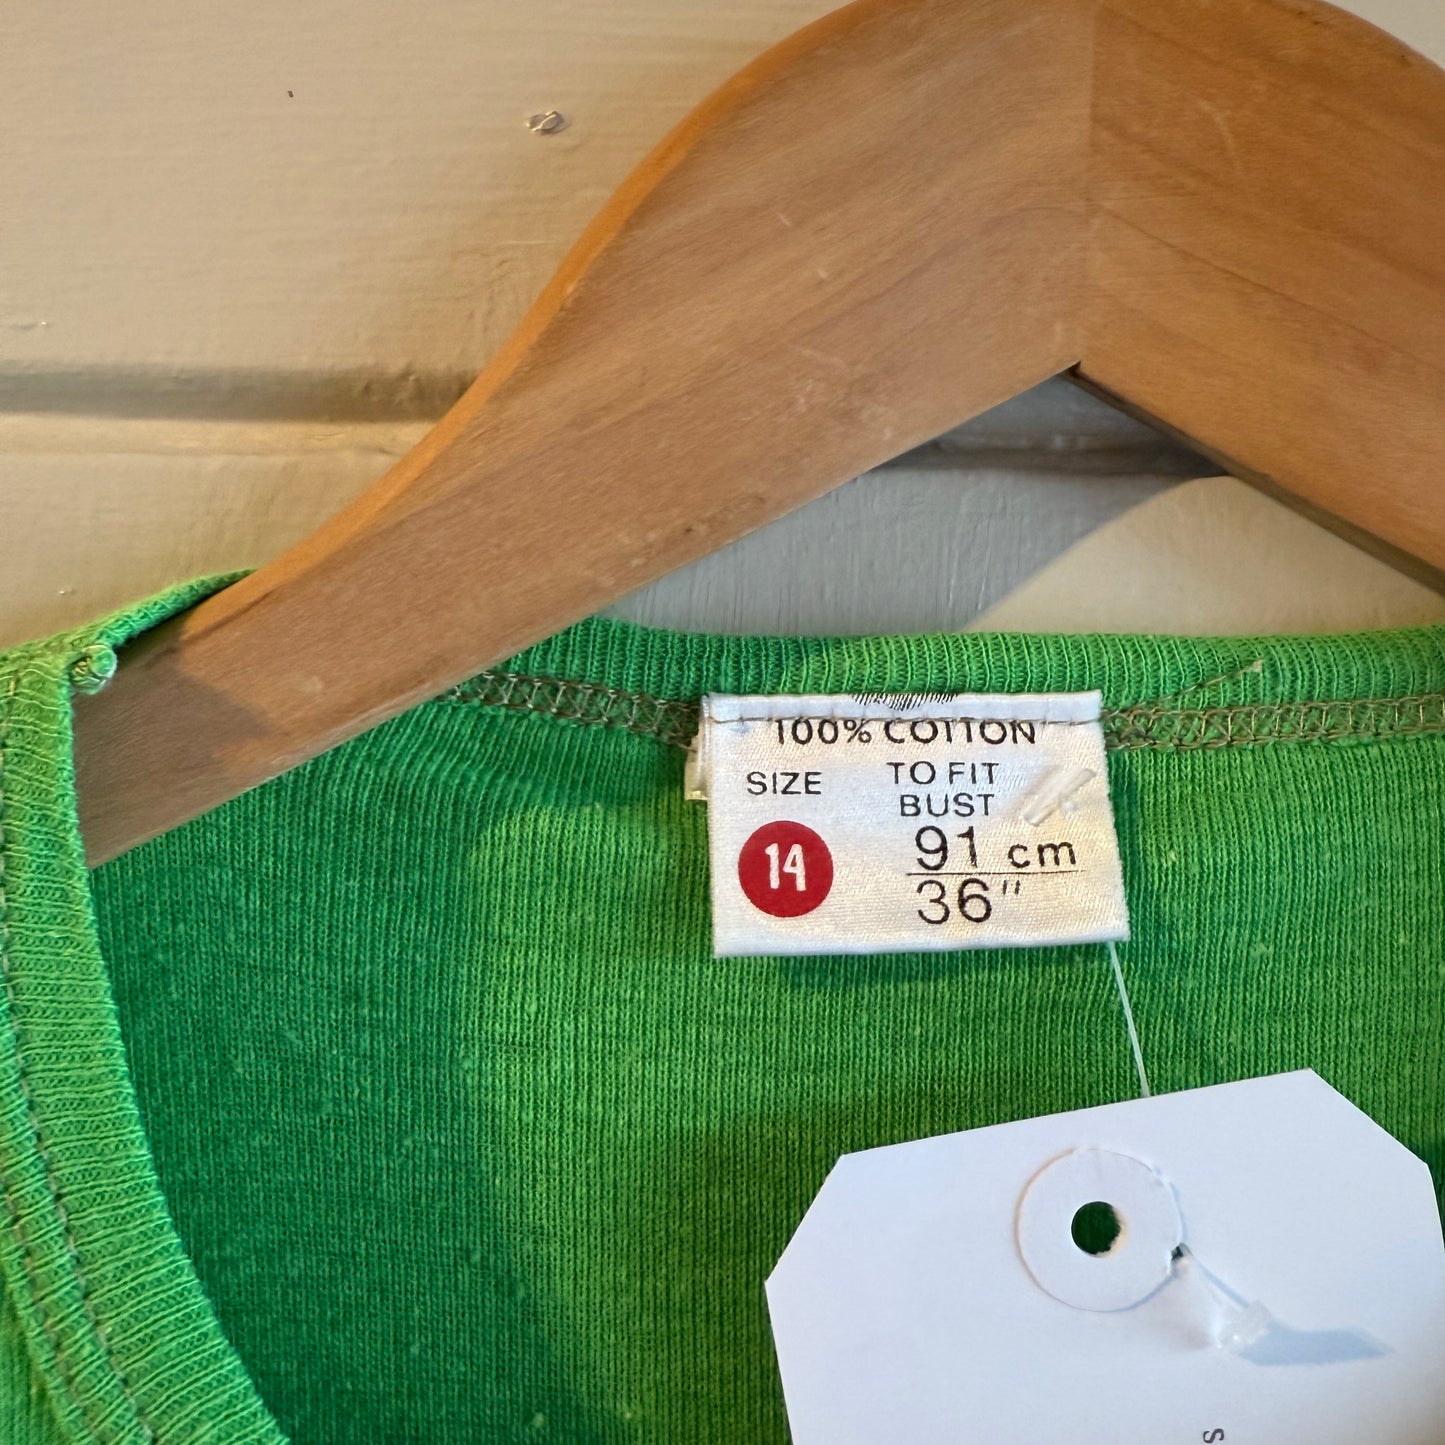 100% COTTON
SIZE
TO FIT
BUST
14
91 cm
36"
s